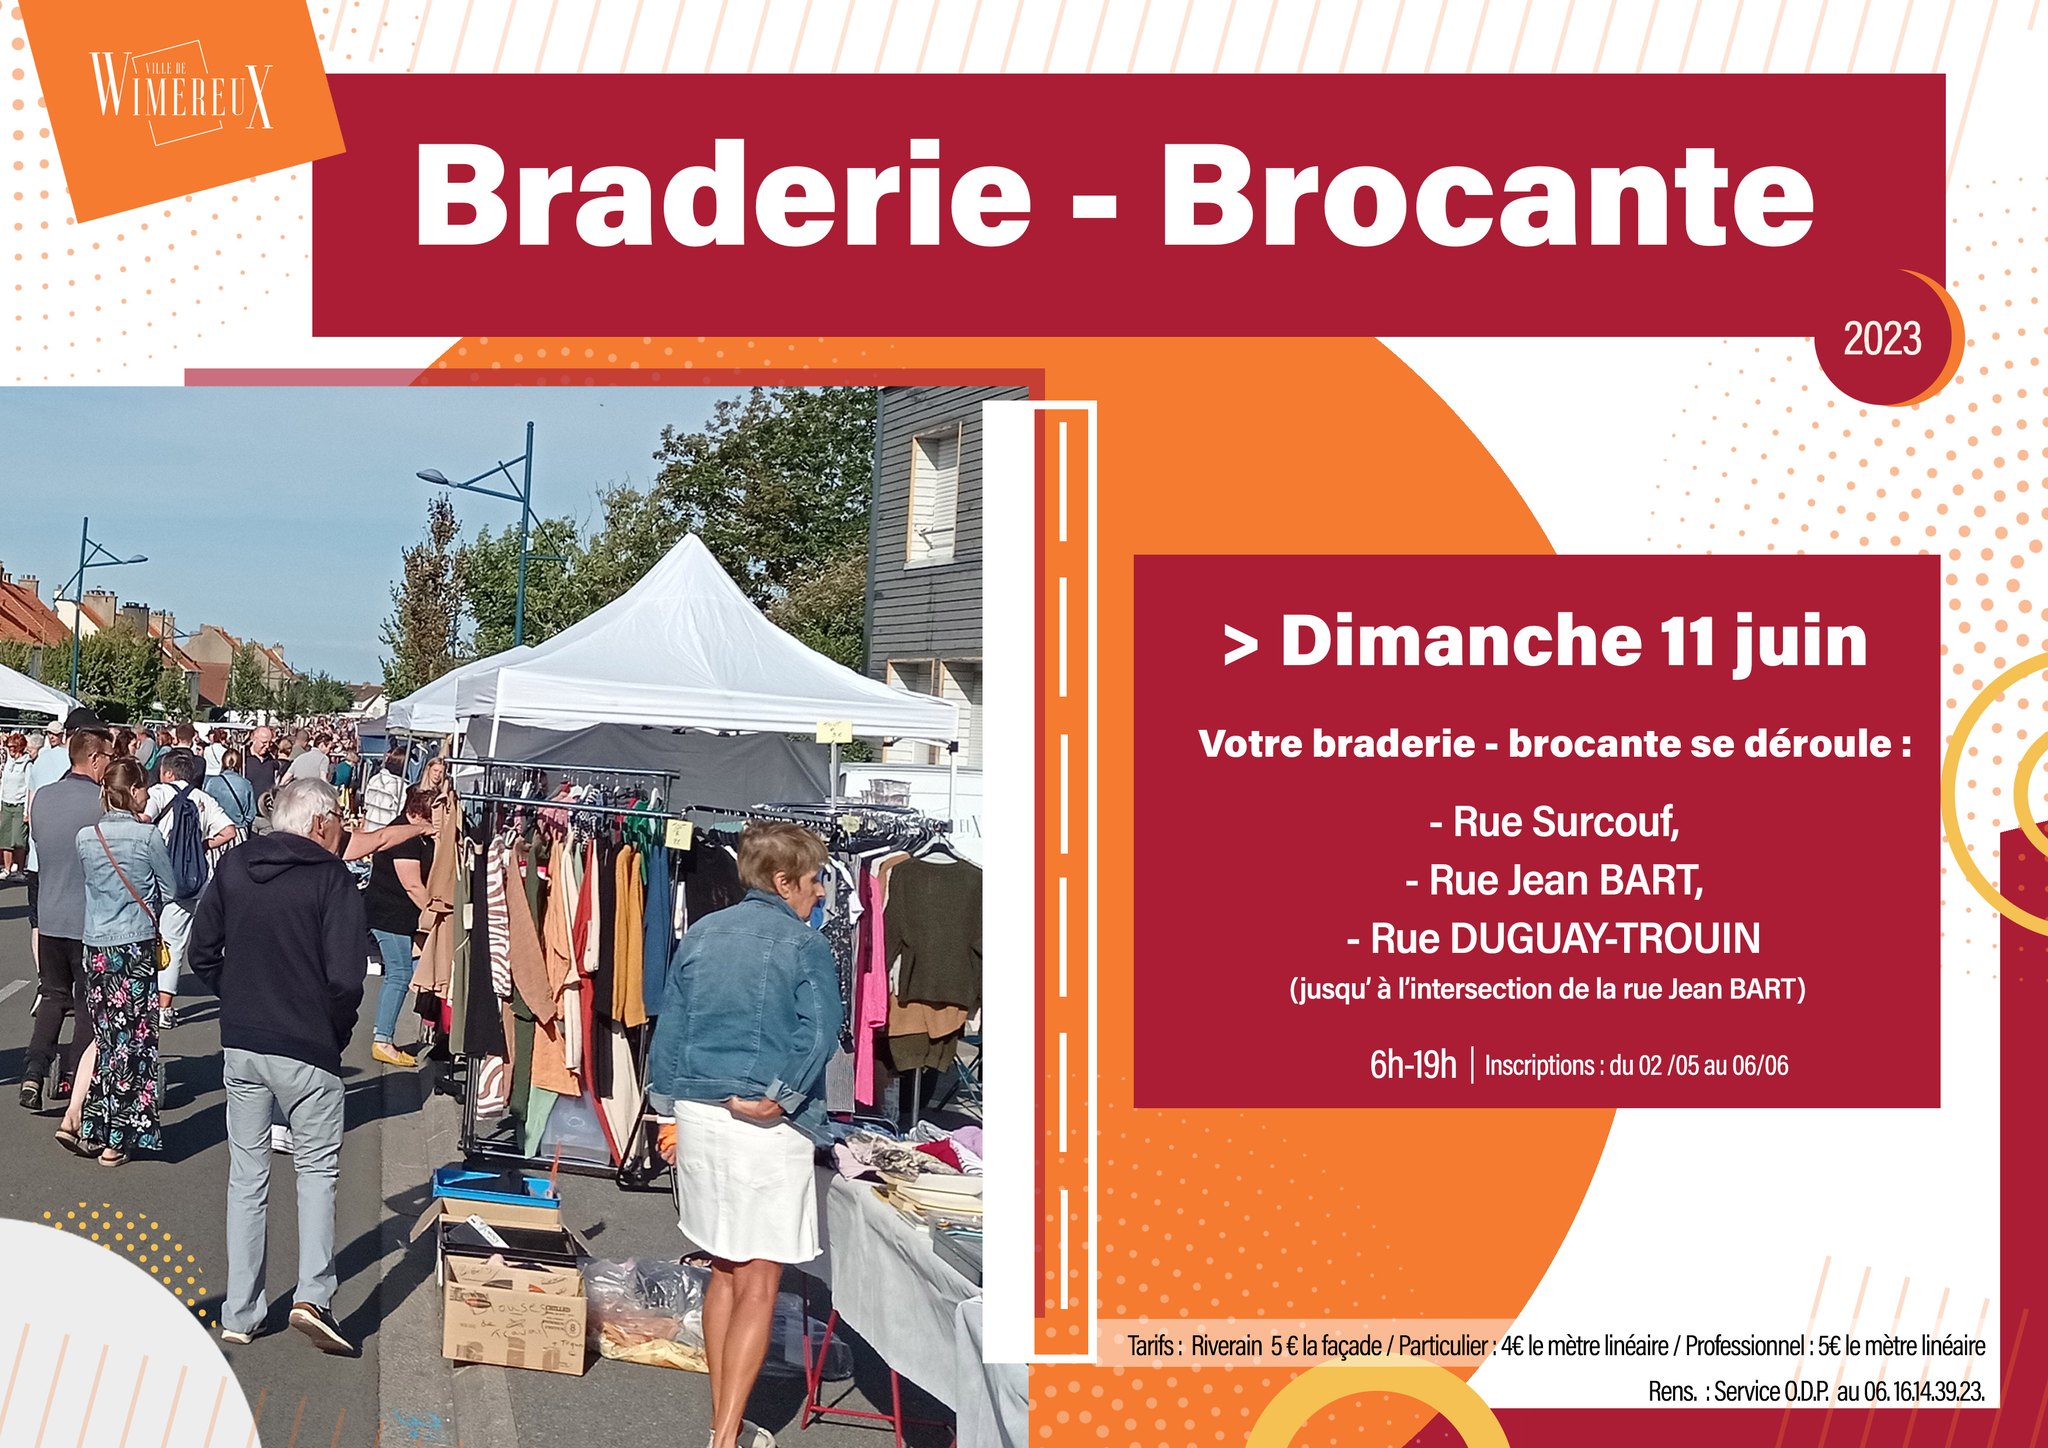 VILLE DE
WIMEREUX
Braderie - Brocante
2023
> Dimanche 11 juin
Votre braderie - brocante se déroule :
- Rue Surcouf,
- Rue Jean BART,
- Rue DUGUAY-TROUIN
(jusqu' à l'intersection de la rue Jean BART)
6h-19h | Inscriptions : du 02 /05 au 06/06
Tarifs : Riverain 5 € la façade / Particulier : 4€ le mètre linéaire / Professionnel : 5€ le mètre linéaire
Rens. : Service O.D.P. au 06.16.14.39.23.